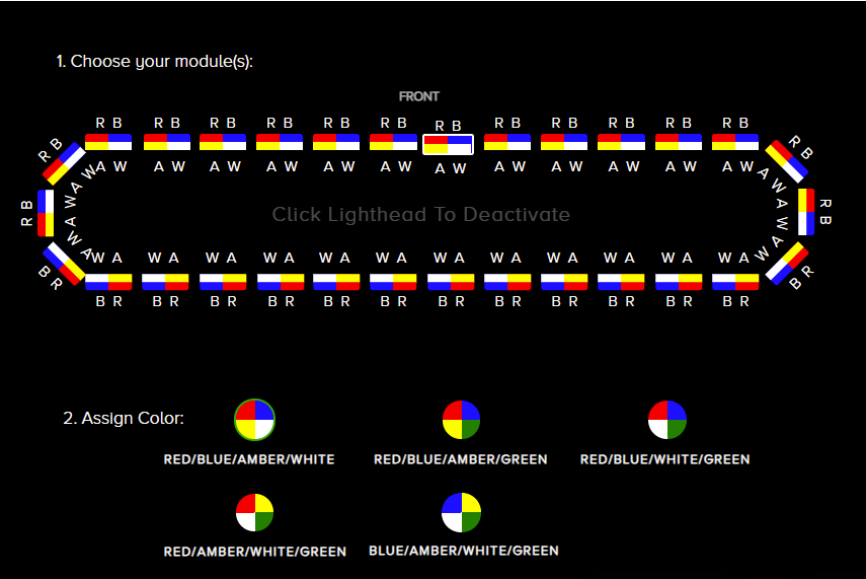 1. Choose your module(s):
FRONT
R B R B R B R B R B R B R B R B R B R B R B R B
R B R B
A W A W A W A W A W A W A W A W A W A W A W A W
A W A W
R B A W Click Lighthead To Deactivate A W R B
W A W A
W A W A W A W A W A W A W A W A W A W A W A W A
B R B R
B R B R B R B R B R B R B R B R B R B R B R B R
2. Assign Color:
RED/BLUE/AMBER/WHITE RED/BLUE/AMBER/GREEN RED/BLUE/WHITE/GREEN
RED/AMBER/WHITE/GREEN BLUE/AMBER/WHITE/GREEN